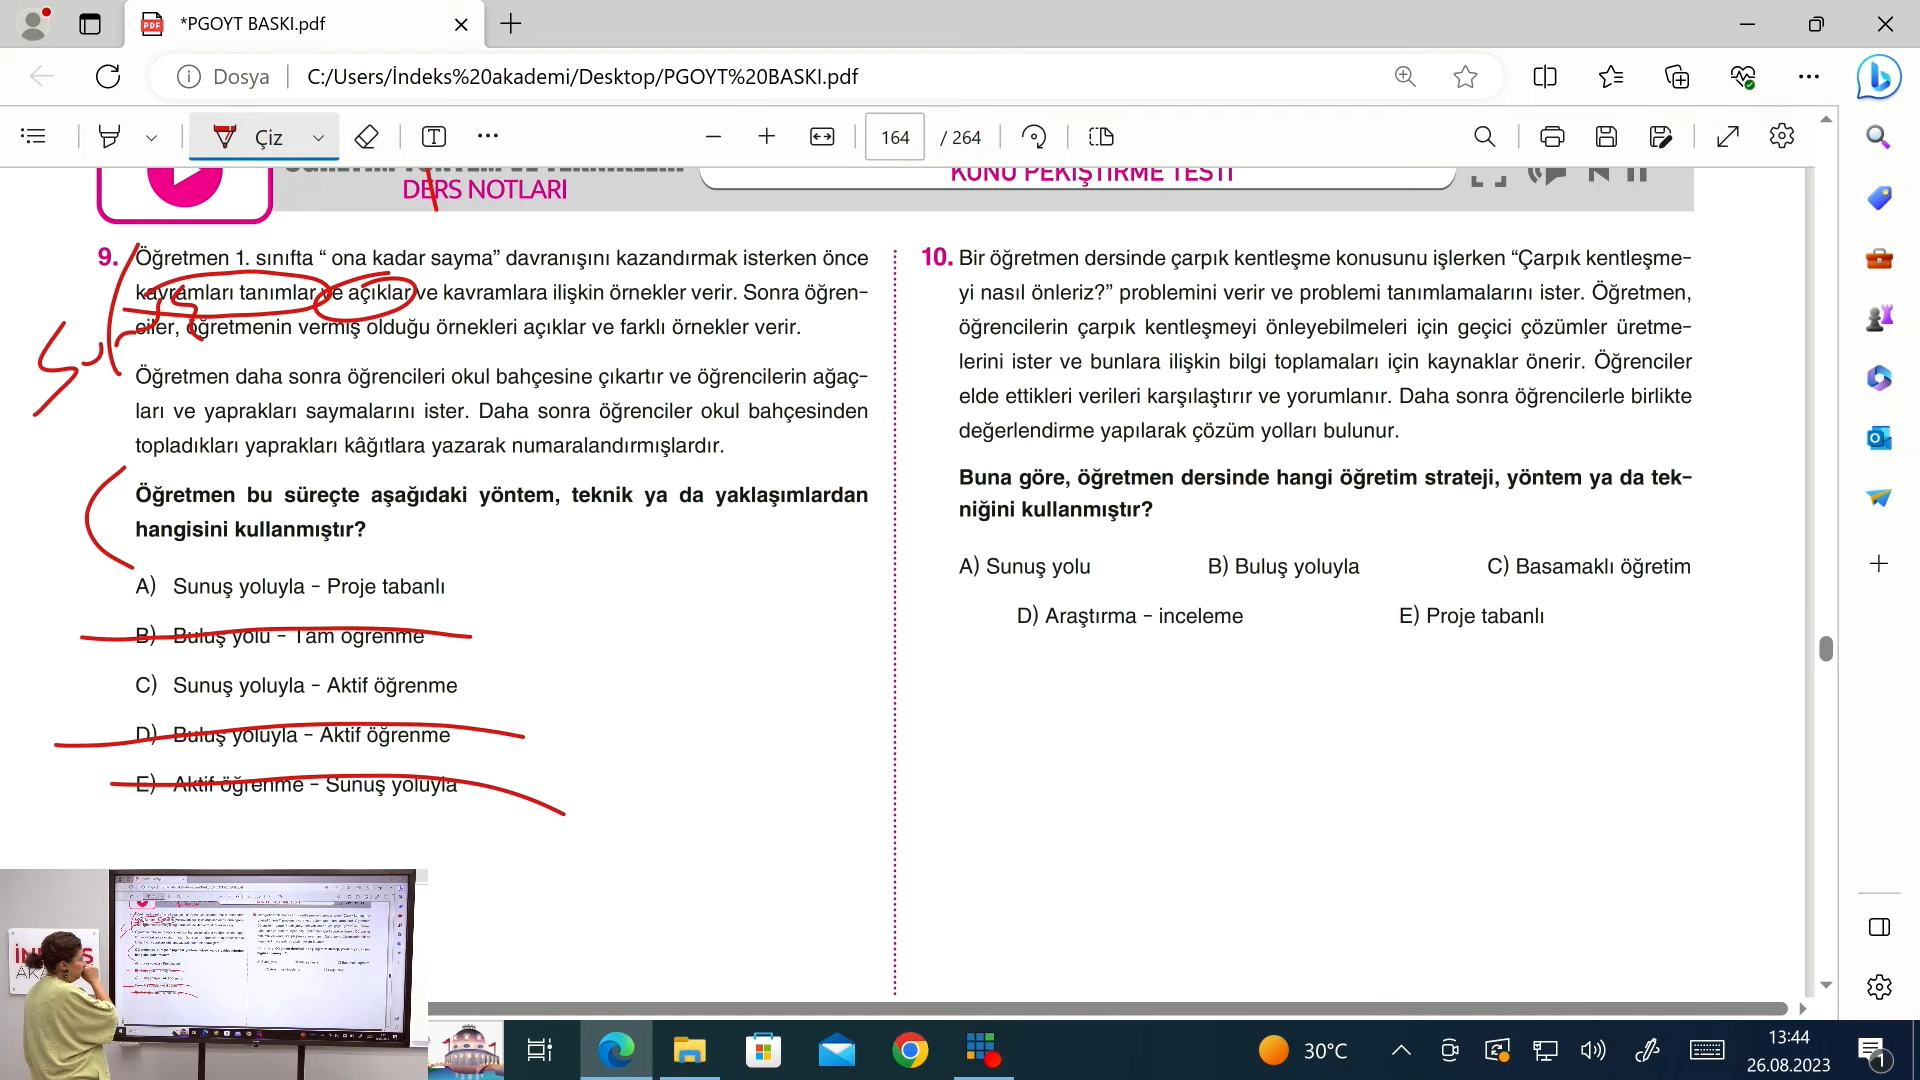 *PGOYT BASKI.pdf
Dosya
C:/Users/İndeks%20akademi/Desktop/PGOYT%20BASKI.pdf
Çiz
164 / 264
DERS NOTLARI
KONU PEKİŞTİRME TESTİ
9. Öğretmen 1. sınıfta “ ona kadar sayma” davranışını kazandırmak isterken önce
kavramları tanımlar ve açıklar ve kavramlara ilişkin örnekler verir. Sonra öğren-
ciler, öğretmenin vermiş olduğu örnekleri açıklar ve farklı örnekler verir.
Öğretmen daha sonra öğrencileri okul bahçesine çıkartır ve öğrencilerin ağaç-
ları ve yaprakları saymalarını ister. Daha sonra öğrenciler okul bahçesinden
topladıkları yaprakları kâğıtlara yazarak numaralandırmışlardır.
Öğretmen bu süreçte aşağıdaki yöntem, teknik ya da yaklaşımlardan
hangisini kullanmıştır?
A) Sunuş yoluyla – Proje tabanlı
B) Buluş yolu – Tam öğrenme
C) Sunuş yoluyla – Aktif öğrenme
D) Buluş yoluyla – Aktif öğrenme
E) Aktif öğrenme – Sunuş yoluyla
10. Bir öğretmen dersinde çarpık kentleşme konusunu işlerken “Çarpık kentleşme-
yi nasıl önleriz?” problemini verir ve problemi tanımlamalarını ister. Öğretmen,
öğrencilerin çarpık kentleşmeyi önleyebilmeleri için geçici çözümler üretme-
lerini ister ve bunlara ilişkin bilgi toplamaları için kaynaklar önerir. Öğrenciler
elde ettikleri verileri karşılaştırır ve yorumlanır. Daha sonra öğrencilerle birlikte
değerlendirme yapılarak çözüm yolları bulunur.
Buna göre, öğretmen dersinde hangi öğretim strateji, yöntem ya da tek-
niğini kullanmıştır?
A) Sunuş yolu B) Buluş yoluyla C) Basamaklı öğretim
D) Araştırma – inceleme E) Proje tabanlı
30°C
13:44
26.08.2023
1